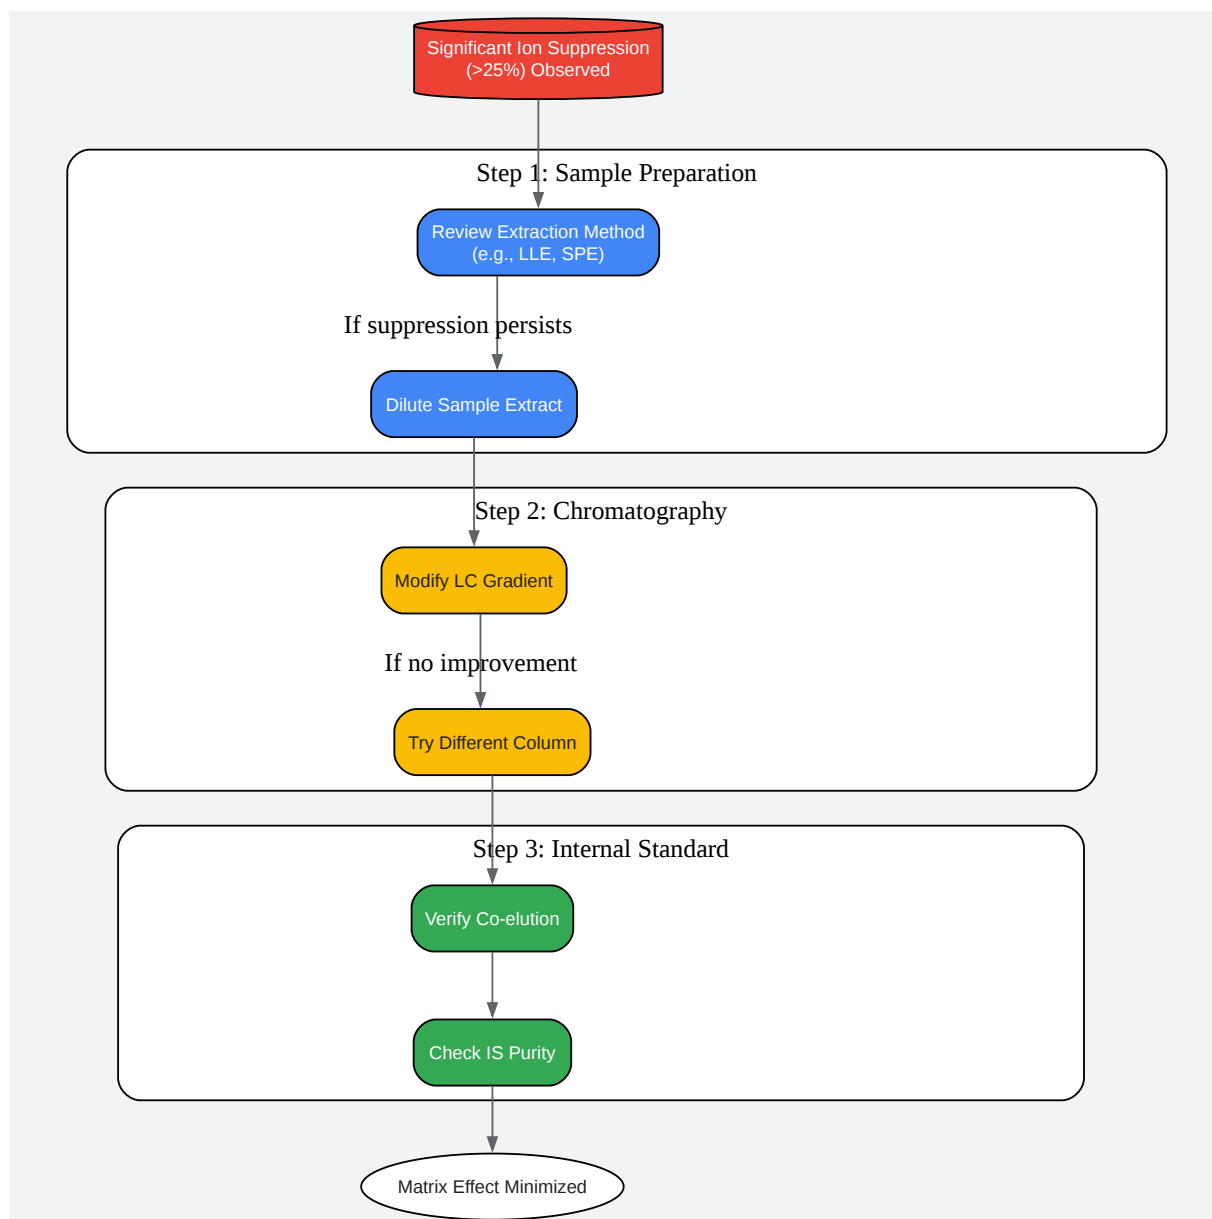 Significant Ion Suppression
(>25%) Observed
Step 1: Sample Preparation
Review Extraction Method
(e.g., LLE, SPE)
If suppression persists
Dilute Sample Extract
Step 2: Chromatography
Modify LC Gradient
If no improvement
Try Different Column
Step 3: Internal Standard
Verify Co-elution
Check IS Purity
Matrix Effect Minimized